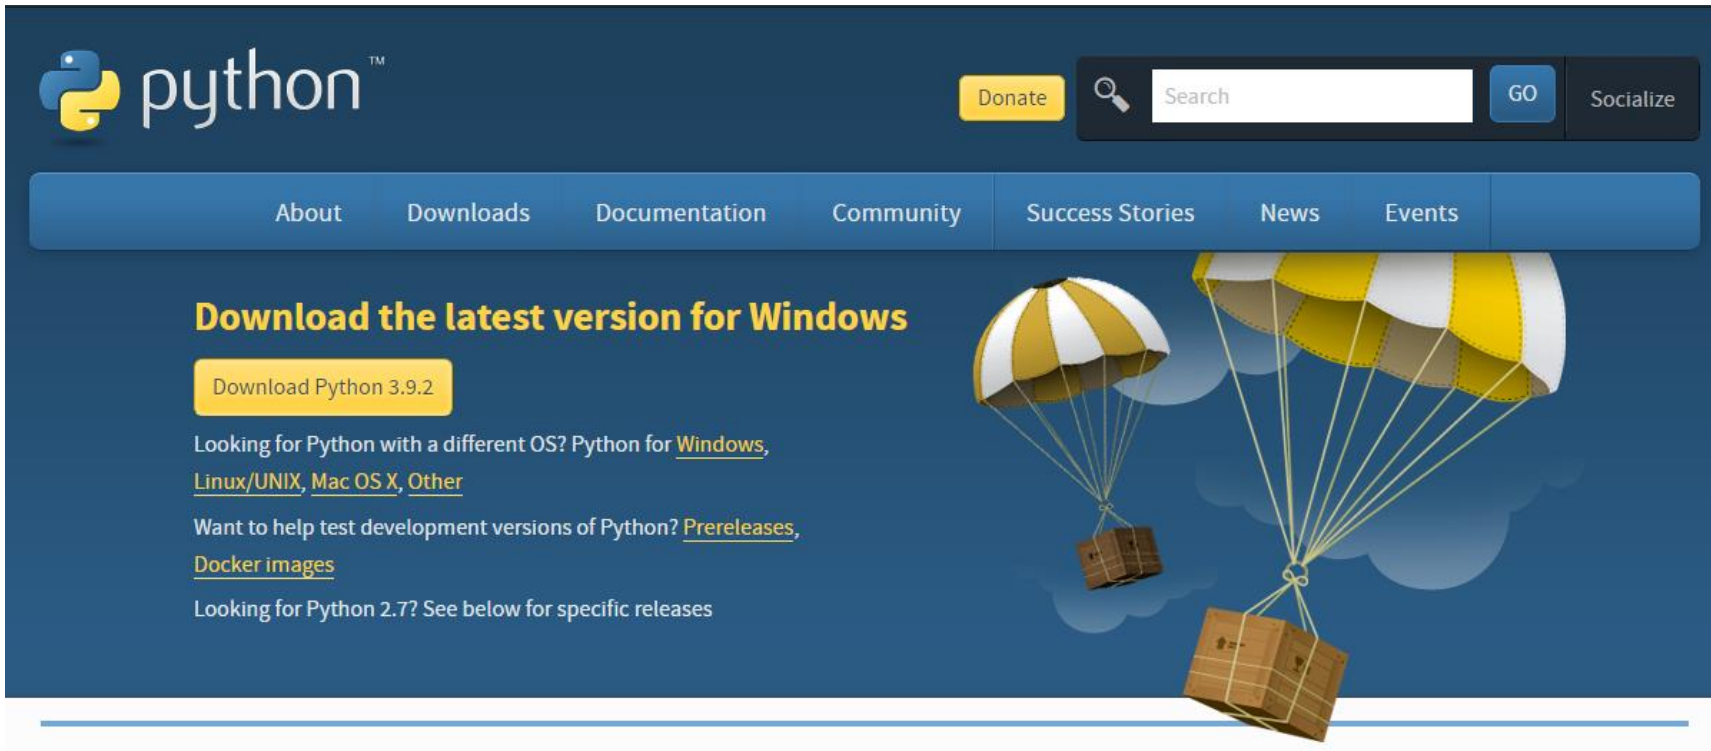 python™
Donate
Search
GO
Socialize
About
Downloads
Documentation
Community
Success Stories
News
Events
Download the latest version for Windows
Download Python 3.9.2
Looking for Python with a different OS? Python for Windows,
Linux/UNIX, Mac OS X, Other
Want to help test development versions of Python? Prereleases,
Docker images
Looking for Python 2.7? See below for specific releases